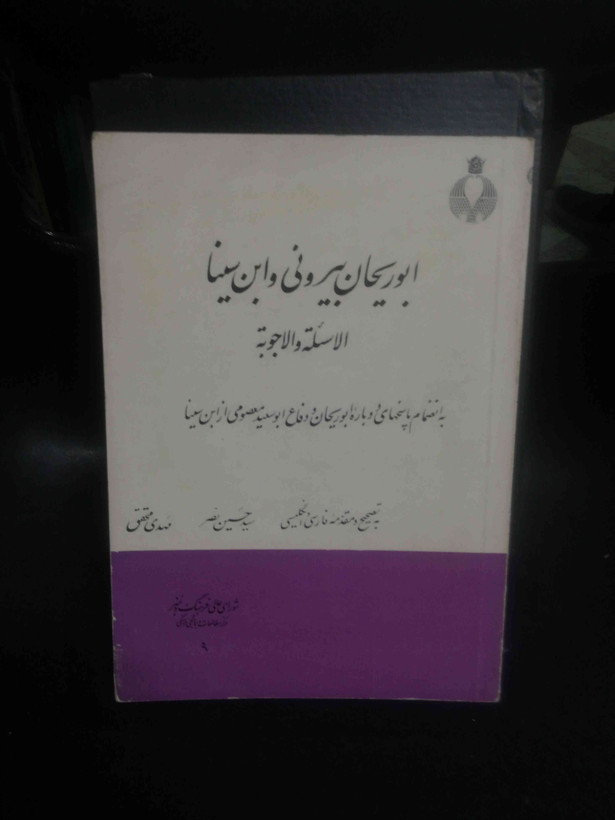 ابوریحان بیرونی و ابن سینا
الاسئلة والاجوبة
به انضمام پاسخهای دوبارهٔ ابوریحان و دفاع ابوسعید معصومی از ابن سینا
به تصحیح و مقدمه فارسی و انگلیسی سید حسین نصر مهدی محقق
شورای عالی فرهنگ و هنر
۹